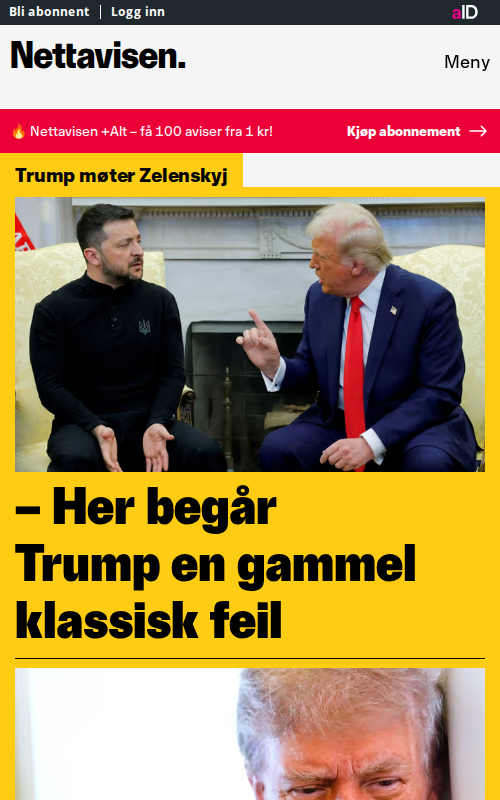 Bli abonnent | Logg inn
aID
Nettavisen.
Meny
🔥 Nettavisen +Alt – få 100 aviser fra 1 kr!
Kjøp abonnement →
Trump møter Zelenskyj
– Her begår
Trump en gammel
klassisk feil